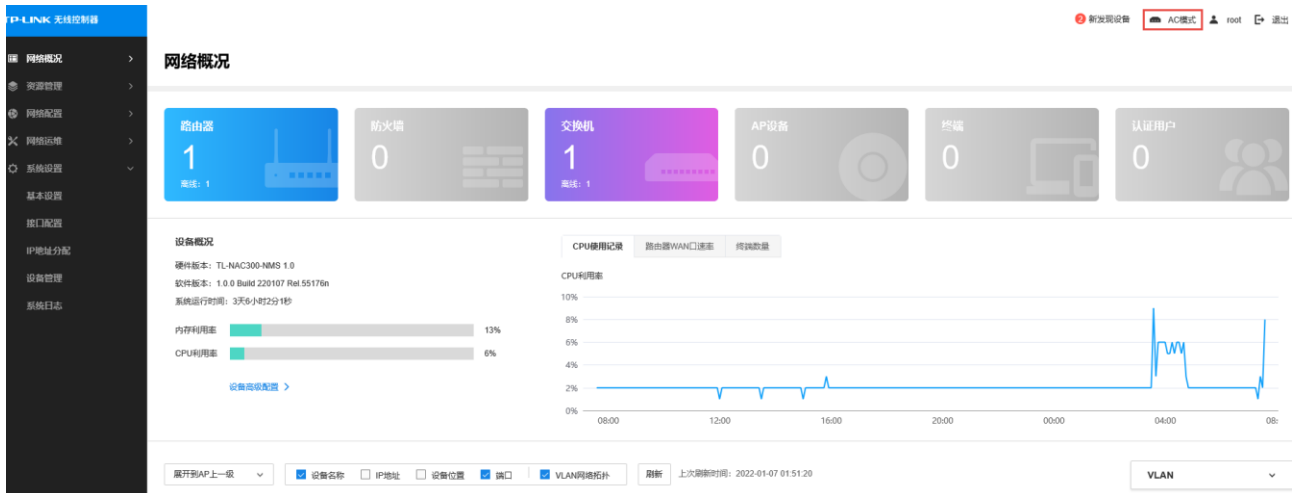 TP-LINK 无线控制器
2 新发现设备 AC模式 root 退出
网络概况
资源管理
网络配置
网络运维
系统设置
基本设置
接口配置
IP地址分配
设备管理
系统日志
网络概况
路由器
1
离线：1
防火墙
0
交换机
1
离线：1
AP设备
0
终端
0
认证用户
0
设备概况
硬件版本：TL-NAC300-NMS 1.0
软件版本：1.0.0 Build 220107 Rel.55176n
系统运行时间：3天6小时2分1秒
内存利用率 13%
CPU利用率 6%
设备高级配置
CPU使用记录 路由器WAN口速率 终端数量
CPU利用率
10%
8%
6%
4%
2%
0%
08:00 12:00 16:00 20:00 00:00 04:00 08:
展开到AP上一级 设备名称 IP地址 设备位置 端口 VLAN网络拓扑 刷新 上次刷新时间：2022-01-07 01:51:20 VLAN